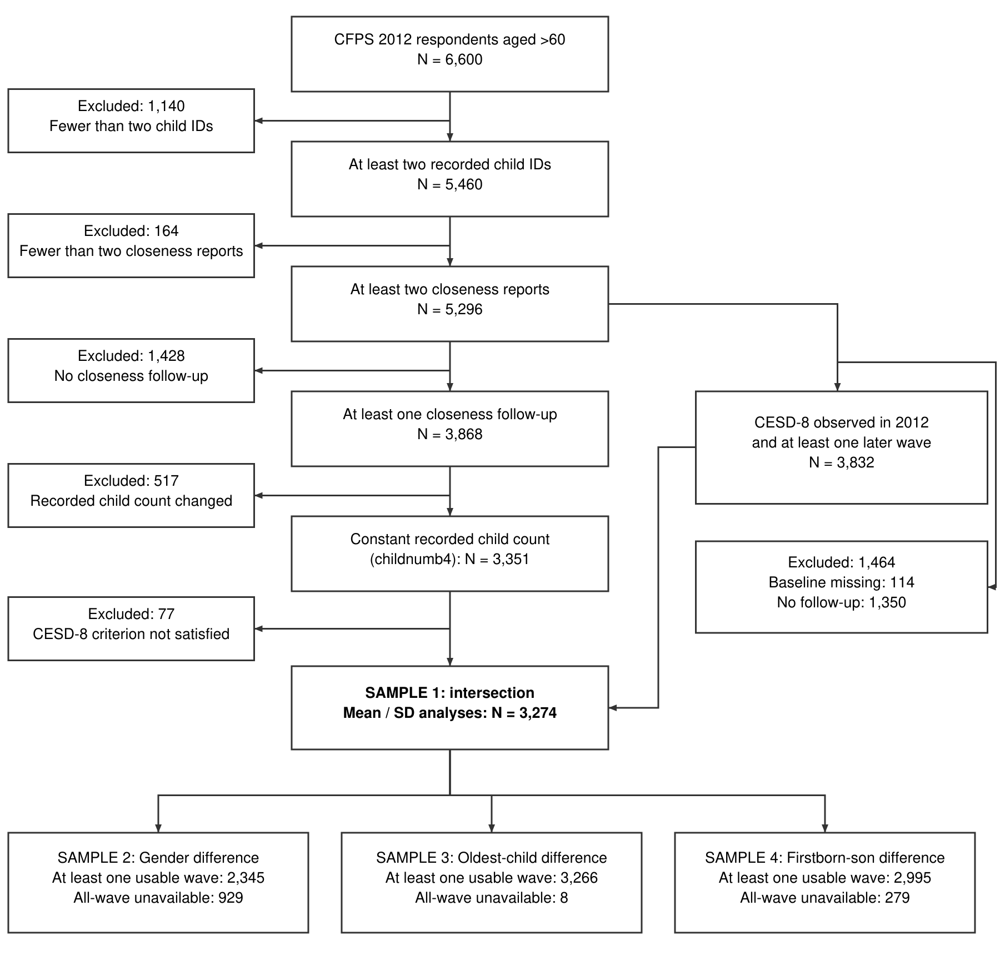 CFPS 2012 respondents aged >60
N = 6,600
Excluded: 1,140
Fewer than two child IDs
At least two recorded child IDs
N = 5,460
Excluded: 164
Fewer than two closeness reports
At least two closeness reports
N = 5,296
Excluded: 1,428
No closeness follow-up
At least one closeness follow-up
N = 3,868
CESD-8 observed in 2012
and at least one later wave
N = 3,832
Excluded: 517
Recorded child count changed
Constant recorded child count
(childnumb4): N = 3,351
Excluded: 1,464
Baseline missing: 114
No follow-up: 1,350
Excluded: 77
CESD-8 criterion not satisfied
SAMPLE 1: intersection
Mean / SD analyses: N = 3,274
SAMPLE 2: Gender difference
At least one usable wave: 2,345
All-wave unavailable: 929
SAMPLE 3: Oldest-child difference
At least one usable wave: 3,266
All-wave unavailable: 8
SAMPLE 4: Firstborn-son difference
At least one usable wave: 2,995
All-wave unavailable: 279